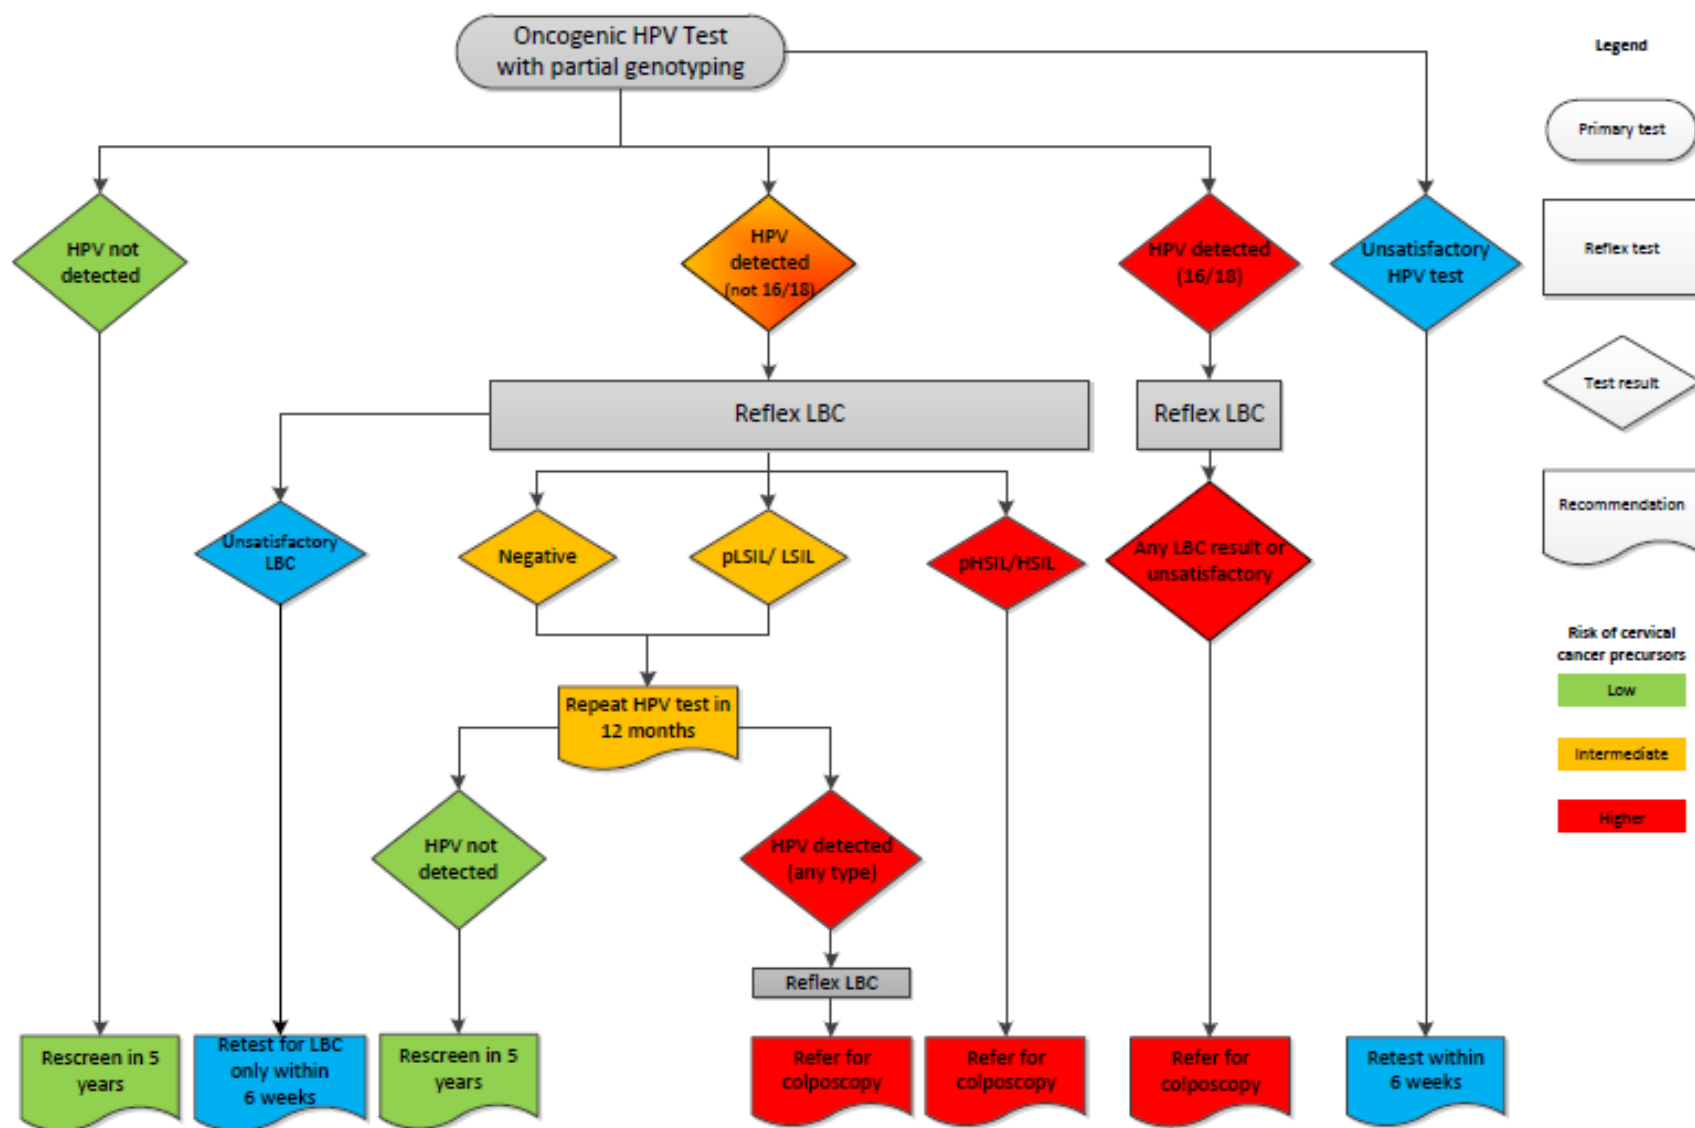 Oncogenic HPV Test
with partial genotyping
Legend
Primary test
Reflex test
Test result
Recommendation
Risk of cervical
cancer precursors
Low
Intermediate
Higher
HPV not
detected
HPV
detected
(not 16/18)
HPV detected
(16/18)
Unsatisfactory
HPV test
Reflex LBC
Reflex LBC
Unsatisfactory
LBC
Negative
pLSIL/ LSIL
pHSIL/HSIL
Any LBC result or
unsatisfactory
Repeat HPV test in
12 months
HPV not
detected
HPV detected
(any type)
Reflex LBC
Rescreen in 5
years
Retest for LBC
only within
6 weeks
Rescreen in 5
years
Refer for
colposcopy
Refer for
colposcopy
Refer for
colposcopy
Retest within
6 weeks